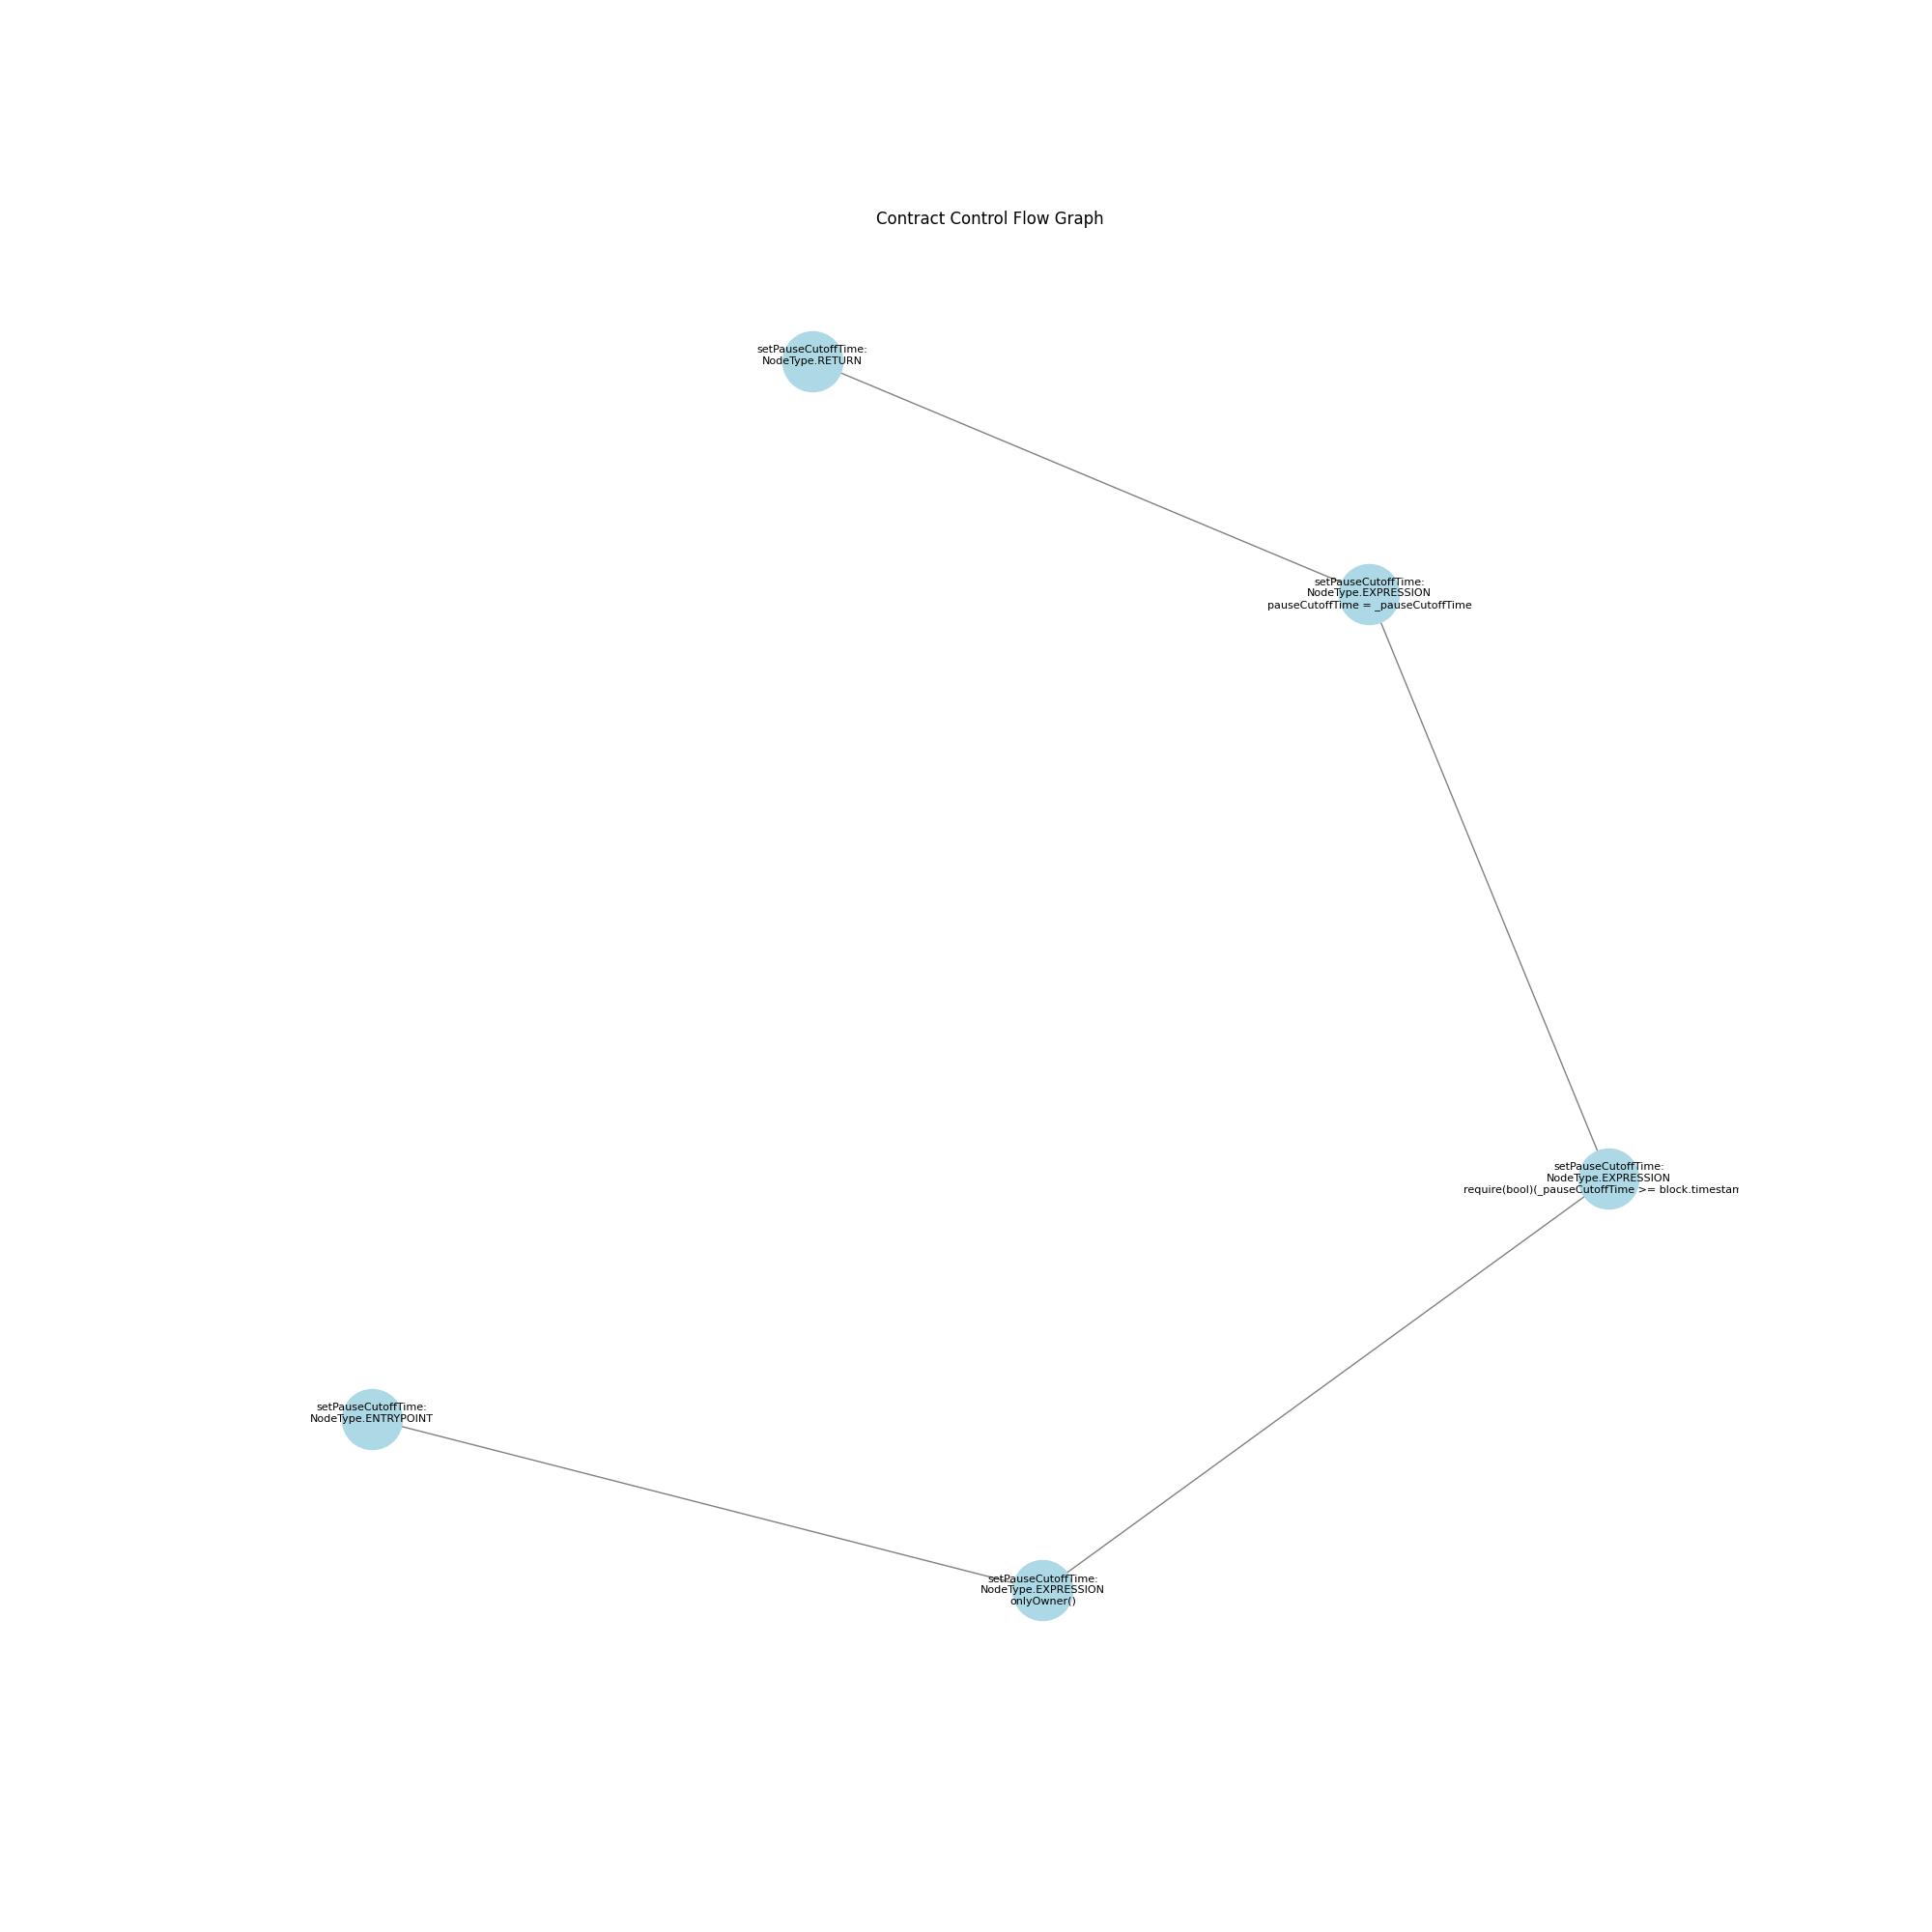 Contract Control Flow Graph
setPauseCutoffTime:
NodeType.RETURN
setPauseCutoffTime:
NodeType.EXPRESSION
pauseCutoffTime = _pauseCutoffTime
setPauseCutoffTime:
NodeType.EXPRESSION
require(bool)(_pauseCutoffTime >= block.timestam
setPauseCutoffTime:
NodeType.ENTRYPOINT
setPauseCutoffTime:
NodeType.EXPRESSION
onlyOwner()